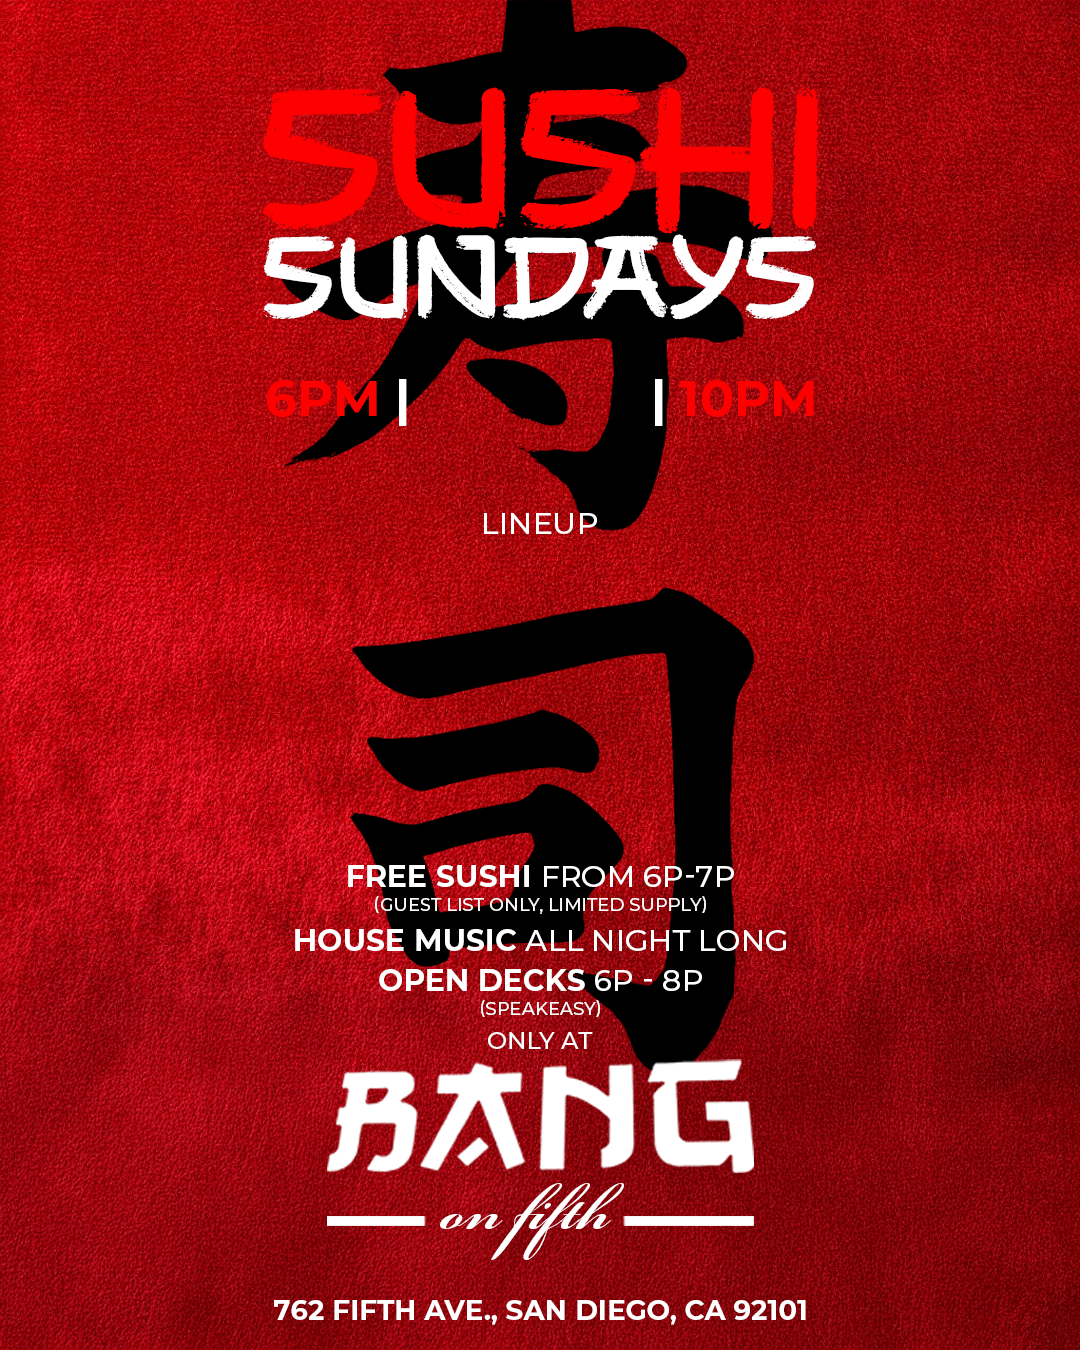 寿司
SUSHI
SUNDAYS
6PM | | 10PM
LINEUP
FREE SUSHI FROM 6P-7P
(GUEST LIST ONLY, LIMITED SUPPLY)
HOUSE MUSIC ALL NIGHT LONG
OPEN DECKS 6P - 8P
(SPEAKEASY)
ONLY AT
BANG
on fifth
762 FIFTH AVE., SAN DIEGO, CA 92101